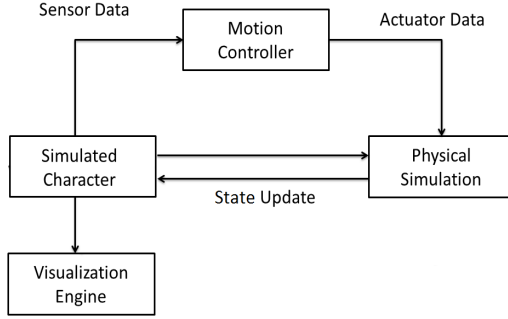 Sensor Data
Actuator Data
Motion
Controller
Simulated
Character
Physical
Simulation
State Update
Visualization
Engine